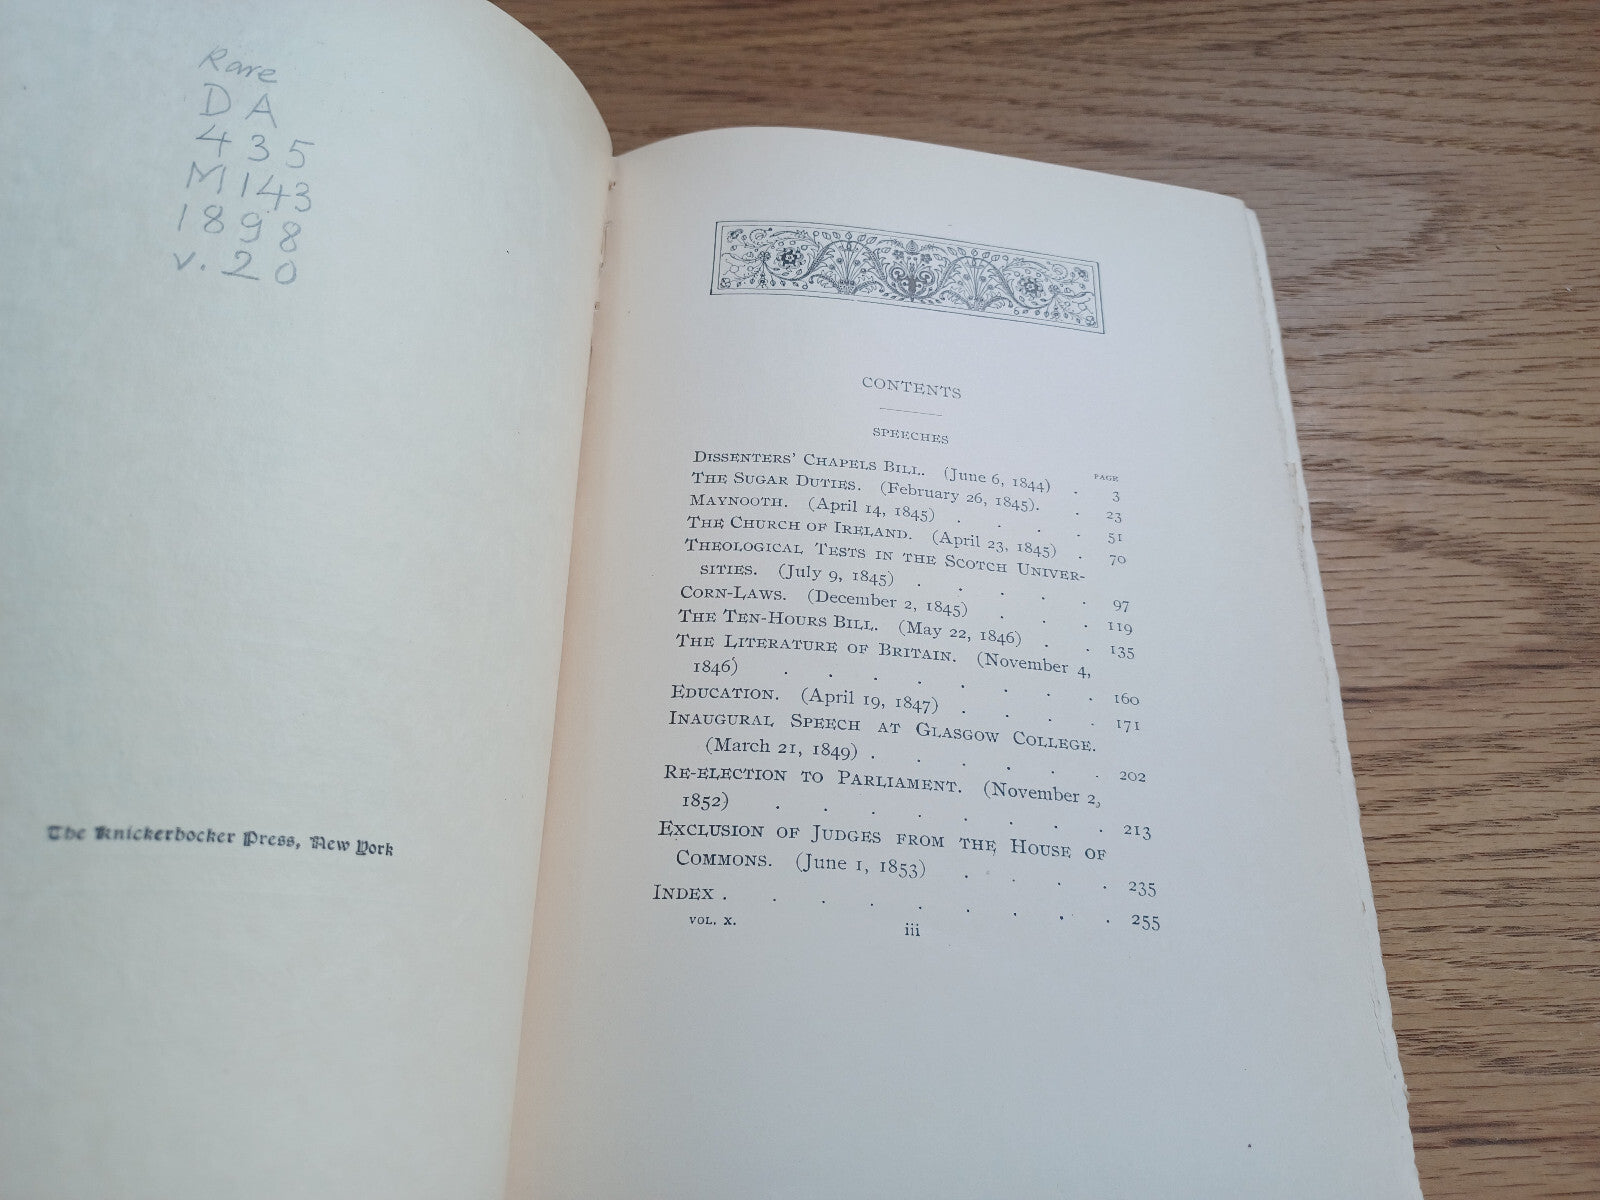 Rare
DA
435
M143
1898
v. 20
The Knickerbocker Press, New York
CONTENTS
SPEECHES
PAGE
DISSENTERS' CHAPELS BILL. (June 6, 1844) . 3
THE SUGAR DUTIES. (February 26, 1845). . 23
MAYNOOTH. (April 14, 1845) . . . . 51
THE CHURCH OF IRELAND. (April 23, 1845) . 70
THEOLOGICAL TESTS IN THE SCOTCH UNIVER-
SITIES. (July 9, 1845) . . . . . 97
CORN-LAWS. (December 2, 1845) . . . 119
THE TEN-HOURS BILL. (May 22, 1846) . . 135
THE LITERATURE OF BRITAIN. (November 4,
1846) . . . . . . . . 160
EDUCATION. (April 19, 1847) . . . . 171
INAUGURAL SPEECH AT GLASGOW COLLEGE.
(March 21, 1849) . . . . . . 202
RE-ELECTION TO PARLIAMENT. (November 2,
1852) . . . . . . . . 213
EXCLUSION OF JUDGES FROM THE HOUSE OF
COMMONS. (June 1, 1853) . . . . 235
INDEX . . . . . . . . . 255
VOL. X.
iii